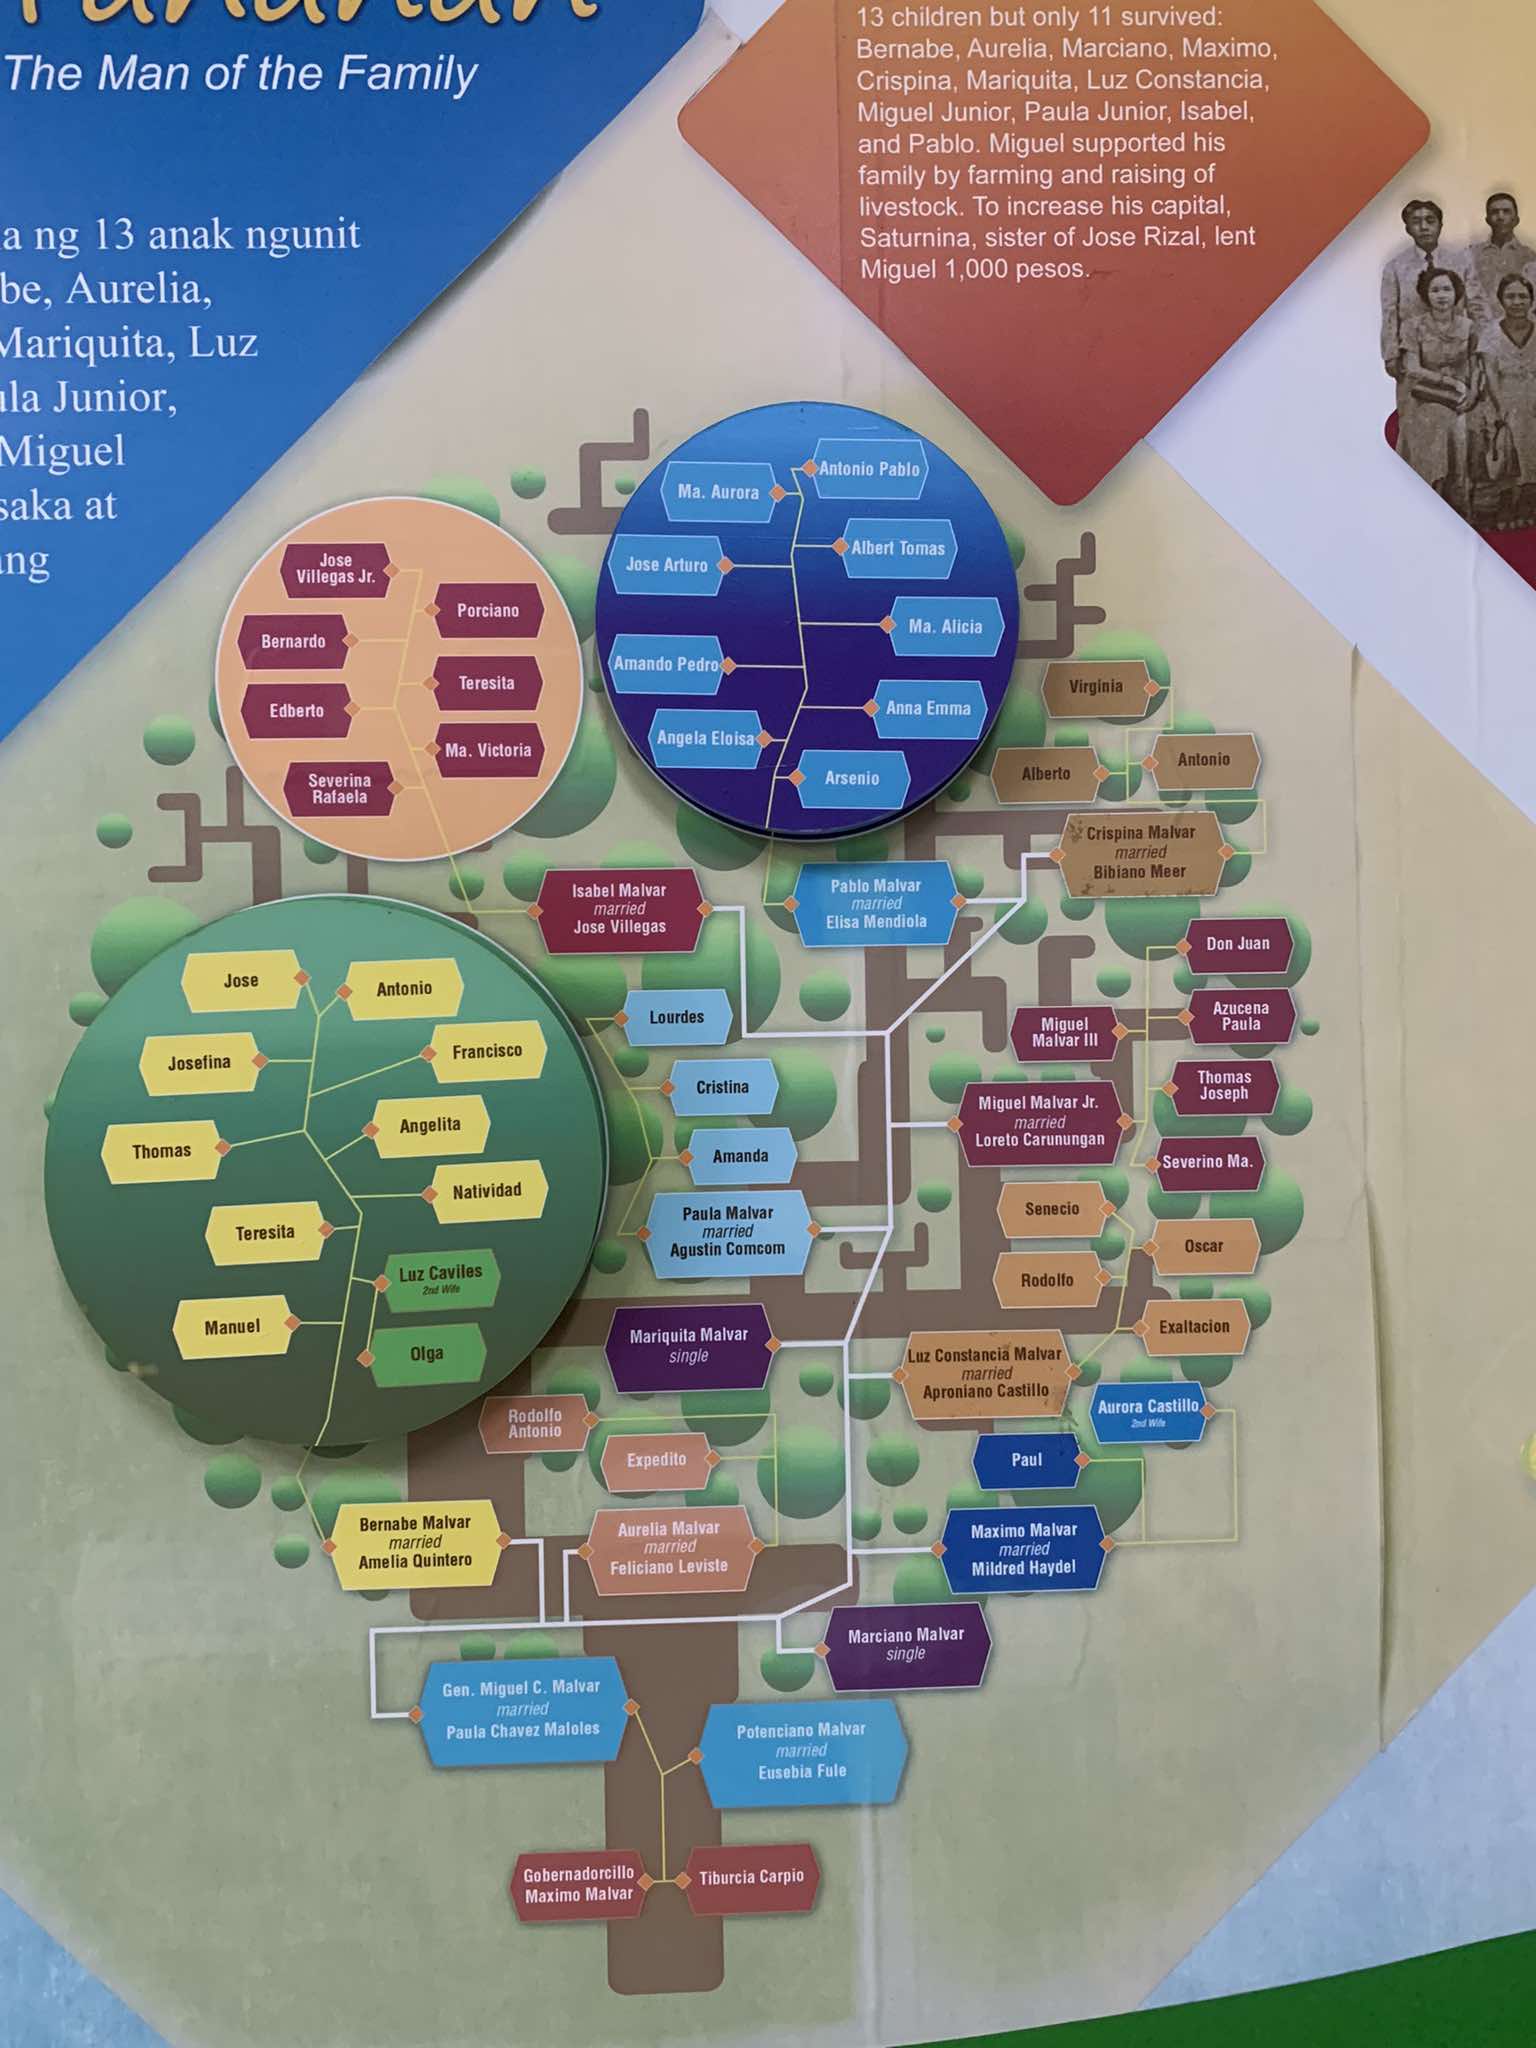 The Man of the Family
13 children but only 11 survived:
Bernabe, Aurelia, Marciano, Maximo,
Crispina, Mariquita, Luz Constancia,
Miguel Junior, Paula Junior, Isabel,
and Pablo. Miguel supported his
family by farming and raising of
livestock. To increase his capital,
Saturnina, sister of Jose Rizal, lent
Miguel 1,000 pesos.
ng 13 anak ngunit
Aurelia,
Mariquita, Luz
Junior,
Miguel
at
Jose
Villegas Jr.
Porciano
Bernardo
Teresita
Edberto
Ma. Victoria
Severina
Rafaela
Antonio Pablo
Ma. Aurora
Albert Tomas
Jose Arturo
Ma. Alicia
Amando Pedro
Anna Emma
Angela Eloisa
Arsenio
Virginia
Antonio
Alberto
Crispina Malvar
married
Bibiano Meer
Isabel Malvar
married
Jose Villegas
Pablo Malvar
married
Elisa Mendiola
Jose
Antonio
Josefina
Francisco
Thomas
Angelita
Natividad
Teresita
Luz Caviles
2nd Wife
Manuel
Olga
Lourdes
Cristina
Amanda
Paula Malvar
married
Agustin Comcom
Don Juan
Azucena
Paula
Miguel
Malvar III
Thomas
Joseph
Miguel Malvar Jr.
married
Loreto Carunungan
Severino Ma.
Senecio
Oscar
Rodolfo
Exaltacion
Mariquita Malvar
single
Luz Constancia Malvar
married
Aproniano Castillo
Aurora Castillo
2nd Wife
Rodolfo
Antonio
Expedito
Paul
Bernabe Malvar
married
Amelia Quintero
Aurelia Malvar
married
Feliciano Leviste
Maximo Malvar
married
Mildred Haydel
Marciano Malvar
single
Gen. Miguel C. Malvar
married
Paula Chavez Maloles
Potenciano Malvar
married
Eusebia Fule
Gobernadorcillo
Maximo Malvar
Tiburcia Carpio